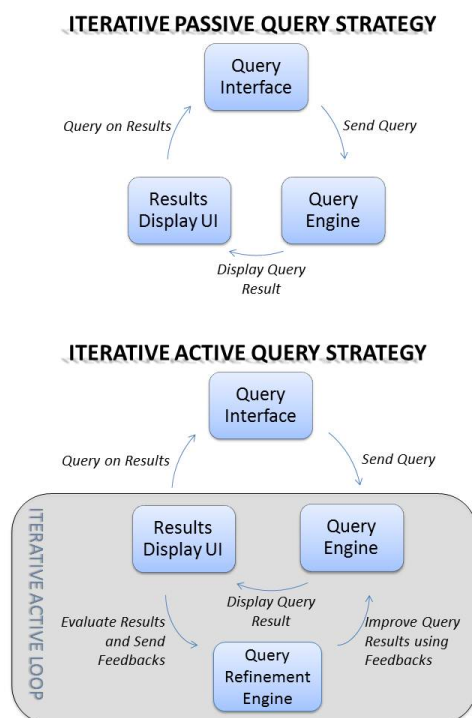 ITERATIVE PASSIVE QUERY STRATEGY
Query
Interface
Query on Results
Send Query
Results
Display UI
Query
Engine
Display Query
Result
ITERATIVE ACTIVE QUERY STRATEGY
Query
Interface
Query on Results
Send Query
ITERATIVE ACTIVE LOOP
Results
Display UI
Query
Engine
Display Query
Result
Evaluate Results
and Send
Feedbacks
Improve Query
Results using
Feedbacks
Query
Refinement
Engine